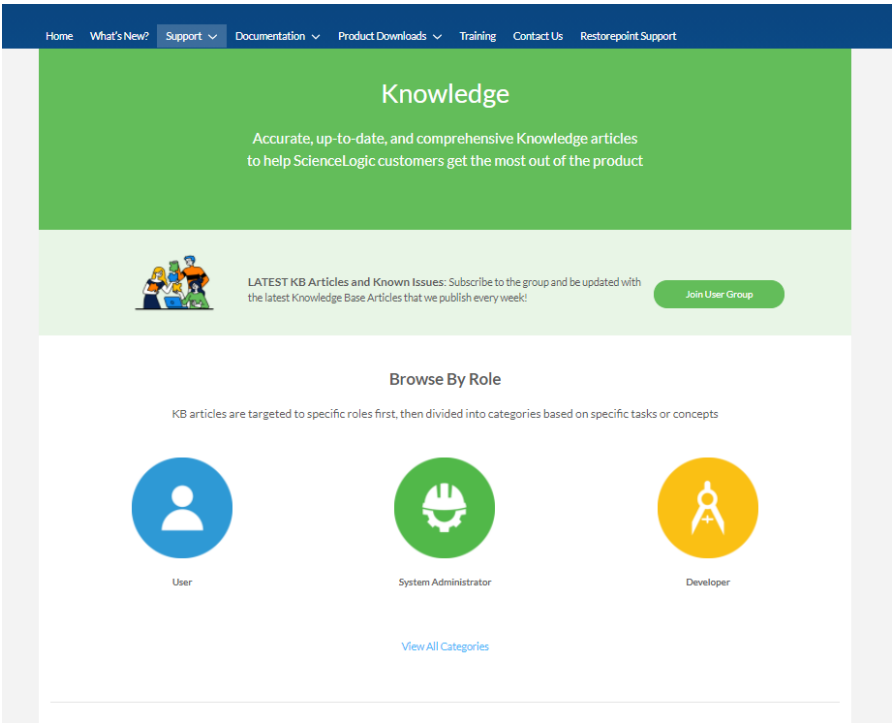 Home What's New? Support Documentation Product Downloads Training Contact Us Restorepoint Support
Knowledge
Accurate, up-to-date, and comprehensive Knowledge articles
to help ScienceLogic customers get the most out of the product
LATEST KB Articles and Known Issues: Subscribe to the group and be updated with
the latest Knowledge Base Articles that we publish every week!
Join User Group
Browse By Role
KB articles are targeted to specific roles first, then divided into categories based on specific tasks or concepts
User
System Administrator
Developer
View All Categories